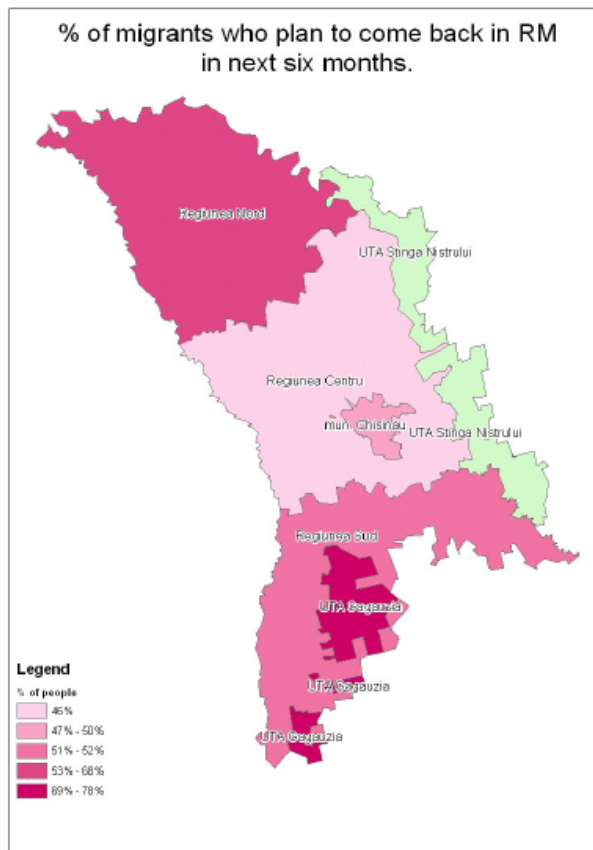 % of migrants who plan to come back in RM
in next six months.
Regiunea Nord
UTA Stinga Nistrului
Regiunea Centru
mun. Chisinau
UTA Stinga Nistrului
Regiunea Sud
UTA Gagauzia
UTA Gagauzia
UTA Gagauzia
Legend
% of people
46%
47% - 50%
51% - 52%
53% - 68%
69% - 78%